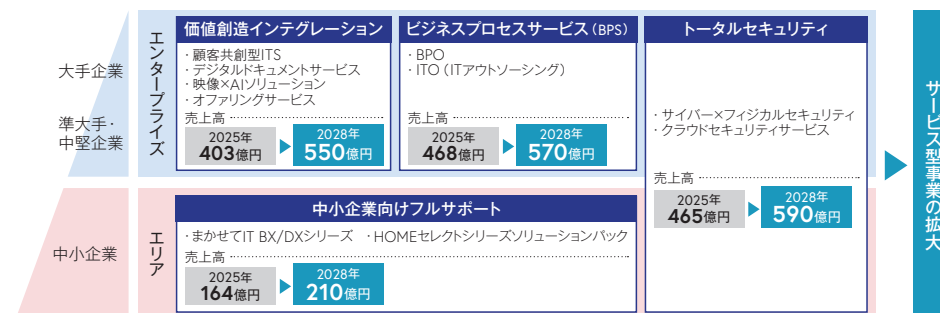 大手企業
準大手・
中堅企業
エンタープライズ
価値創造インテグレーション
・顧客共創型ITS
・デジタルドキュメントサービス
・映像×AIソリューション
・オファリングサービス
売上高
2025年
403億円
2028年
550億円
ビジネスプロセスサービス（BPS）
・BPO
・ITO（ITアウトソーシング）
売上高
2025年
468億円
2028年
570億円
トータルセキュリティ
・サイバー×フィジカルセキュリティ
・クラウドセキュリティサービス
売上高
2025年
465億円
2028年
590億円
中小企業
エリア
中小企業向けフルサポート
・まかせてIT BX/DXシリーズ ・HOMEセレクトシリーズソリューションパック
売上高
2025年
164億円
2028年
210億円
サービス型事業の拡大